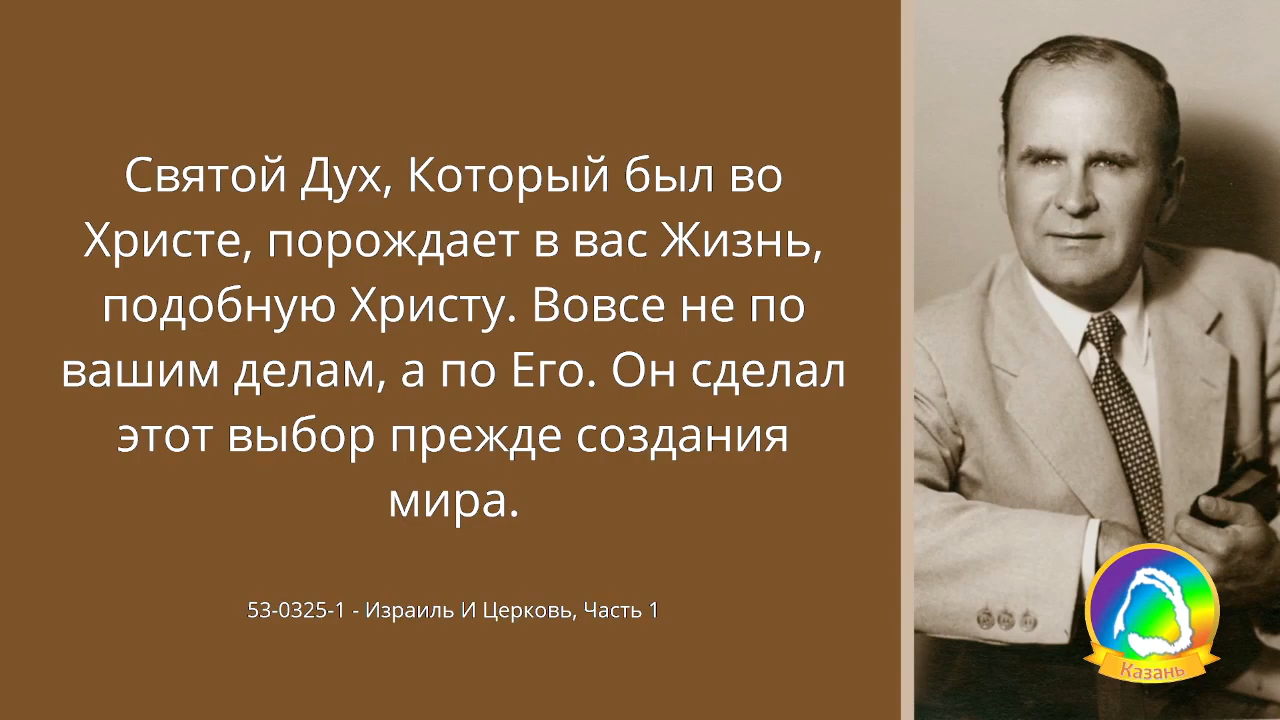 Святой Дух, Который был во
Христе, порождает в вас Жизнь,
подобную Христу. Вовсе не по
вашим делам, а по Его. Он сделал
этот выбор прежде создания
мира.
53-0325-1 - Израиль И Церковь, Часть 1
Казань